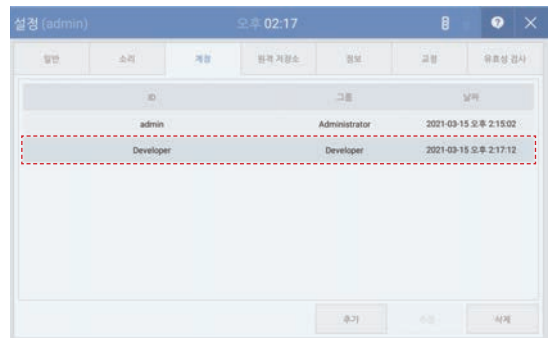 설정 (admin) 오후 02:17
일반 소리 계정 원격 저장소 정보 교정 유효성 검사
ID 그룹 날짜
admin Administrator 2021-03-15 오후 2:15:02
Developer Developer 2021-03-15 오후 2:17:12
추가 수정 삭제